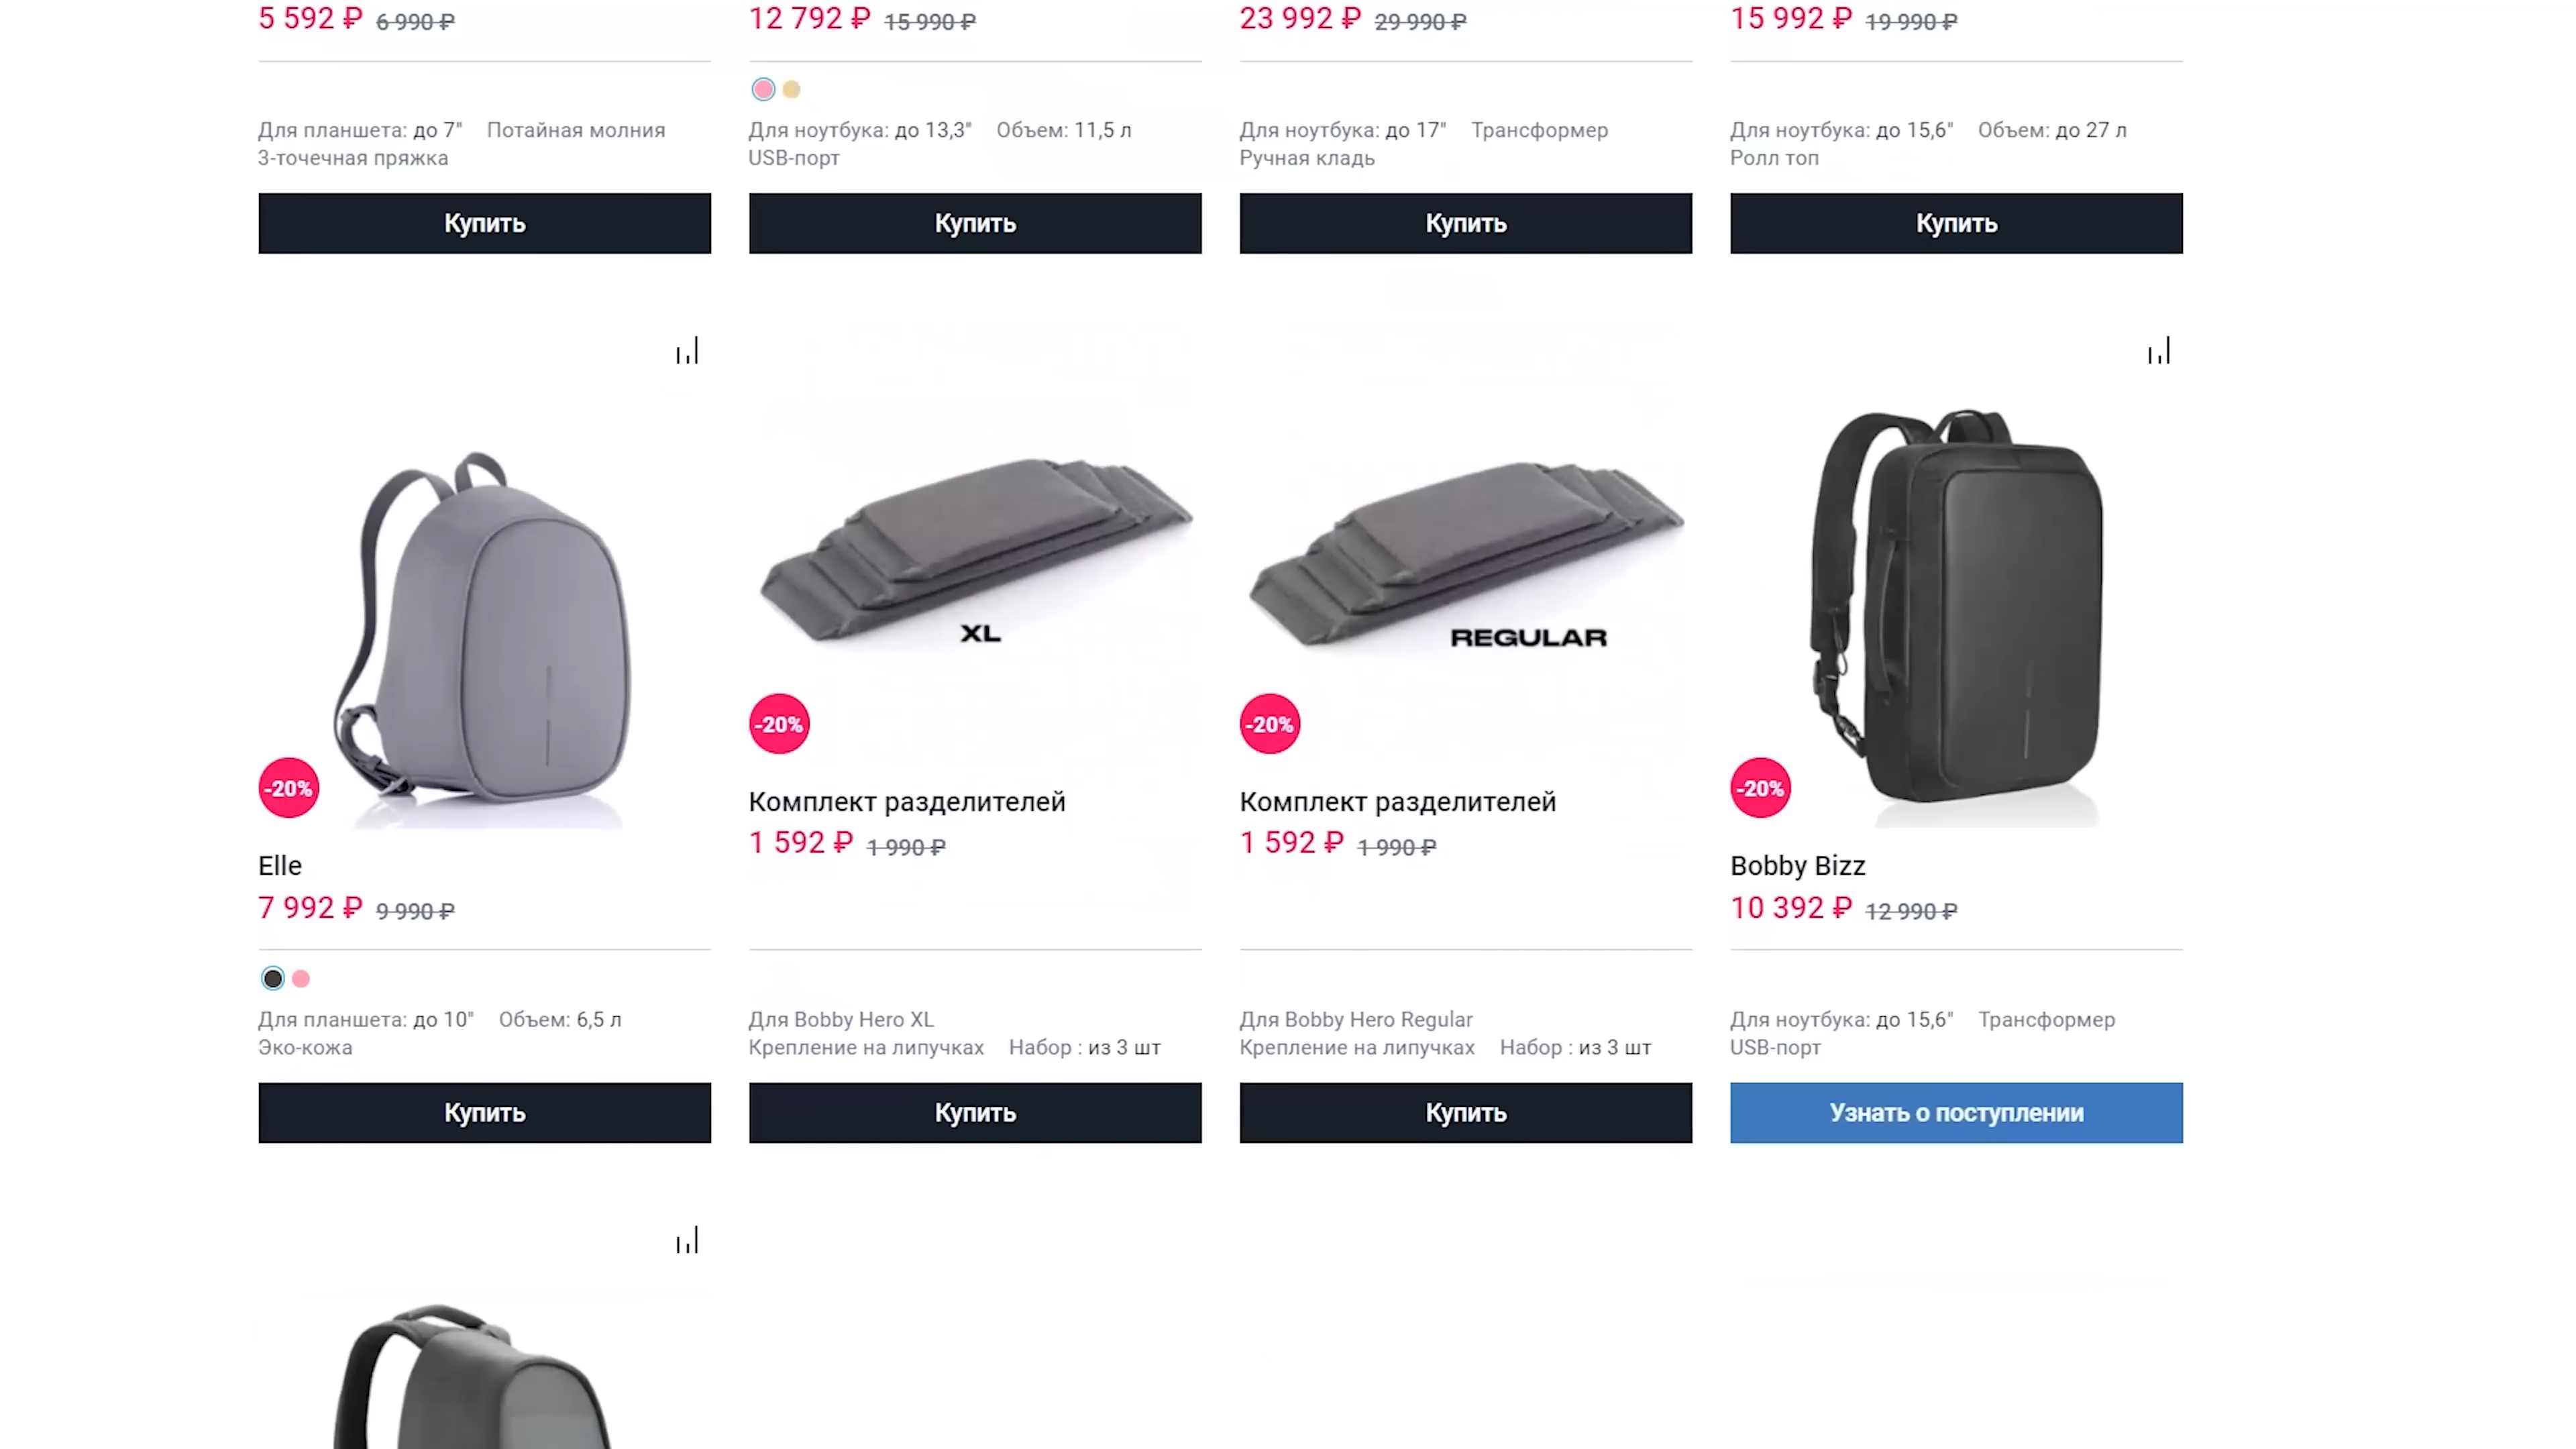 5 592 ₽ 6 990 ₽
12 792 ₽ 15 990 ₽
23 992 ₽ 29 990 ₽
15 992 ₽ 19 990 ₽
Для планшета: до 7" Потайная молния
3-точечная пряжка
Для ноутбука: до 13,3" Объем: 11,5 л
USB-порт
Для ноутбука: до 17" Трансформер
Ручная кладь
Для ноутбука: до 15,6" Объем: до 27 л
Ролл топ
Купить
Купить
Купить
Купить
-20%
Elle
7 992 ₽ 9 990 ₽
Для планшета: до 10" Объем: 6,5 л
Эко-кожа
Купить
XL
-20%
Комплект разделителей
1 592 ₽ 1 990 ₽
Для Bobby Hero XL
Крепление на липучках Набор : из 3 шт
Купить
REGULAR
-20%
Комплект разделителей
1 592 ₽ 1 990 ₽
Для Bobby Hero Regular
Крепление на липучках Набор : из 3 шт
Купить
-20%
Bobby Bizz
10 392 ₽ 12 990 ₽
Для ноутбука: до 15,6" Трансформер
USB-порт
Узнать о поступлении